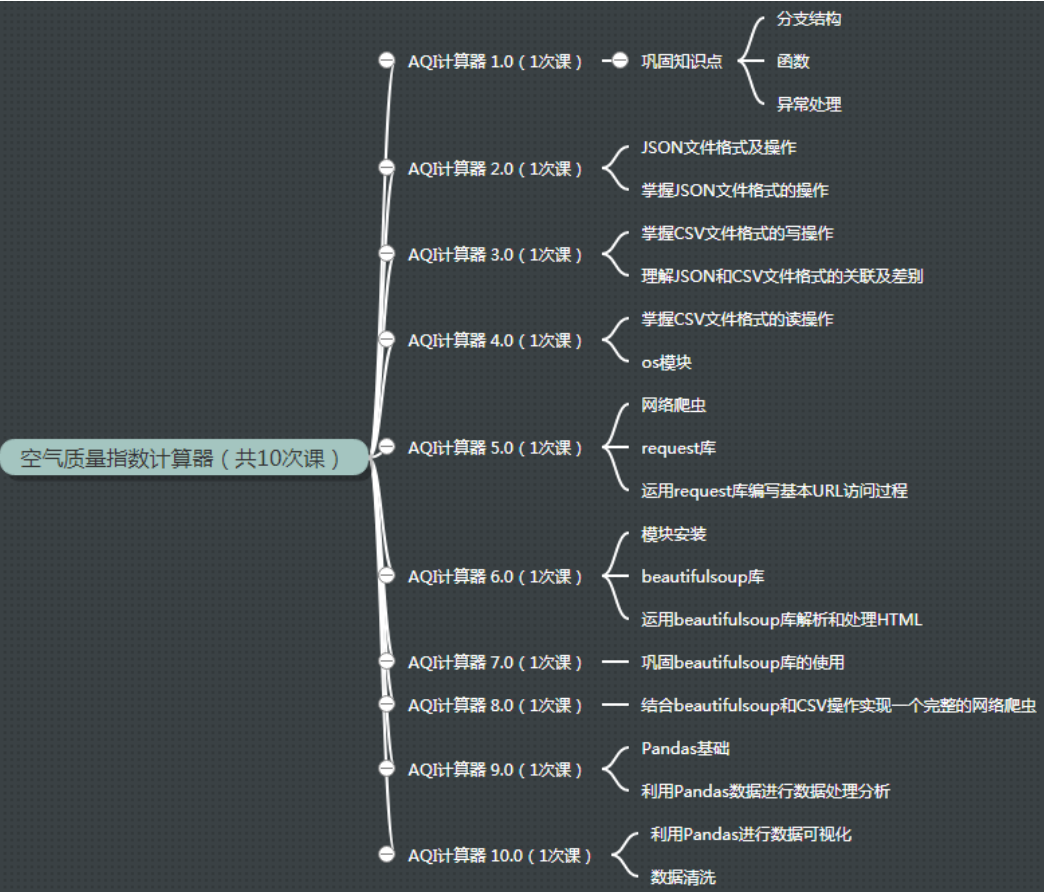 空气质量指数计算器（共10次课）
AQI计算器 1.0（1次课）
巩固知识点
分支结构
函数
异常处理
AQI计算器 2.0（1次课）
JSON文件格式及操作
掌握JSON文件格式的操作
AQI计算器 3.0（1次课）
掌握CSV文件格式的写操作
理解JSON和CSV文件格式的关联及差别
AQI计算器 4.0（1次课）
掌握CSV文件格式的读操作
os模块
AQI计算器 5.0（1次课）
网络爬虫
request库
运用request库编写基本URL访问过程
AQI计算器 6.0（1次课）
模块安装
beautifulsoup库
运用beautifulsoup库解析和处理HTML
AQI计算器 7.0（1次课）
巩固beautifulsoup库的使用
AQI计算器 8.0（1次课）
结合beautifulsoup和CSV操作实现一个完整的网络爬虫
AQI计算器 9.0（1次课）
Pandas基础
利用Pandas数据进行数据处理分析
AQI计算器 10.0（1次课）
利用Pandas进行数据可视化
数据清洗